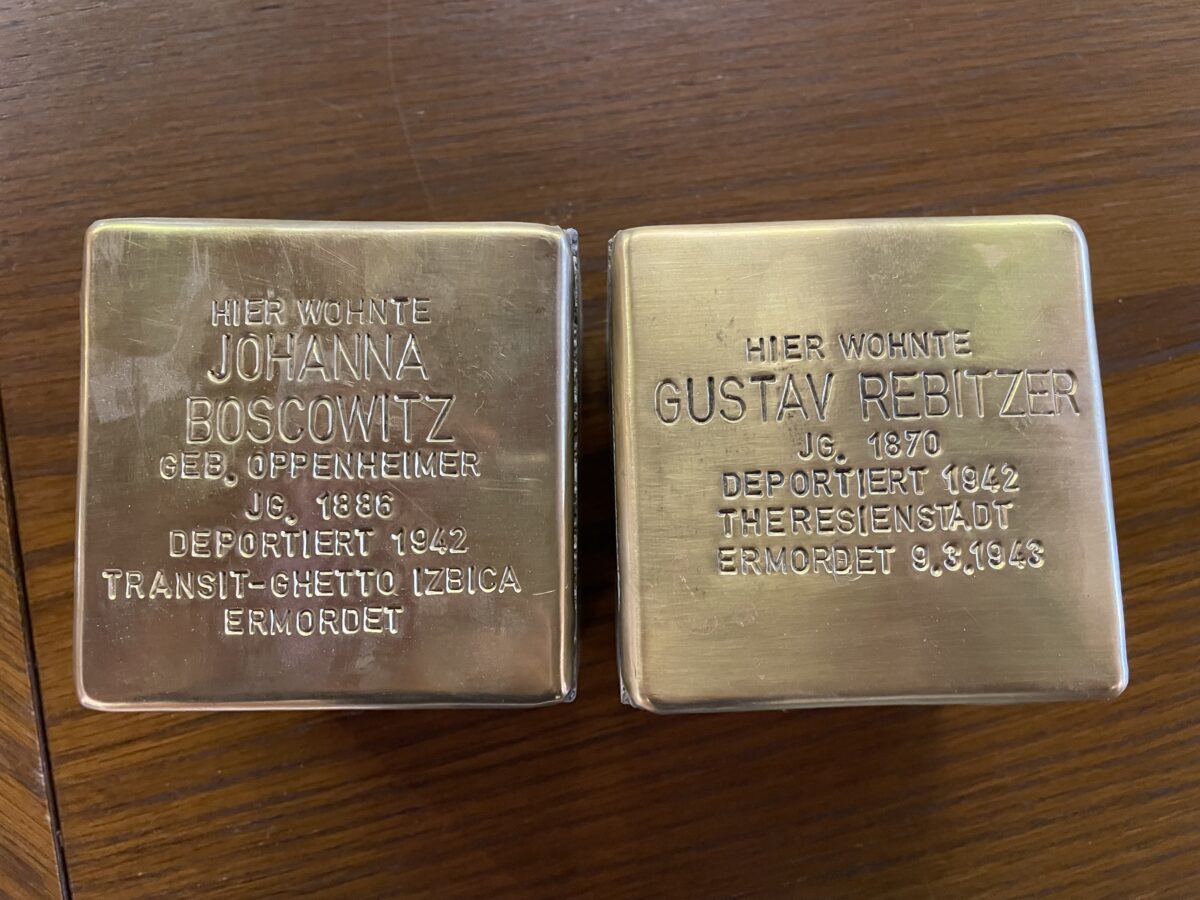 HIER WOHNTE
JOHANNA
BOSCOWITZ
GEB. OPPENHEIMER
JG. 1886
DEPORTIERT 1942
TRANSIT-GHETTO IZBICA
ERMORDET
HIER WOHNTE
GUSTAV REBITZER
JG. 1870
DEPORTIERT 1942
THERESIENSTADT
ERMORDET 9.3.1943